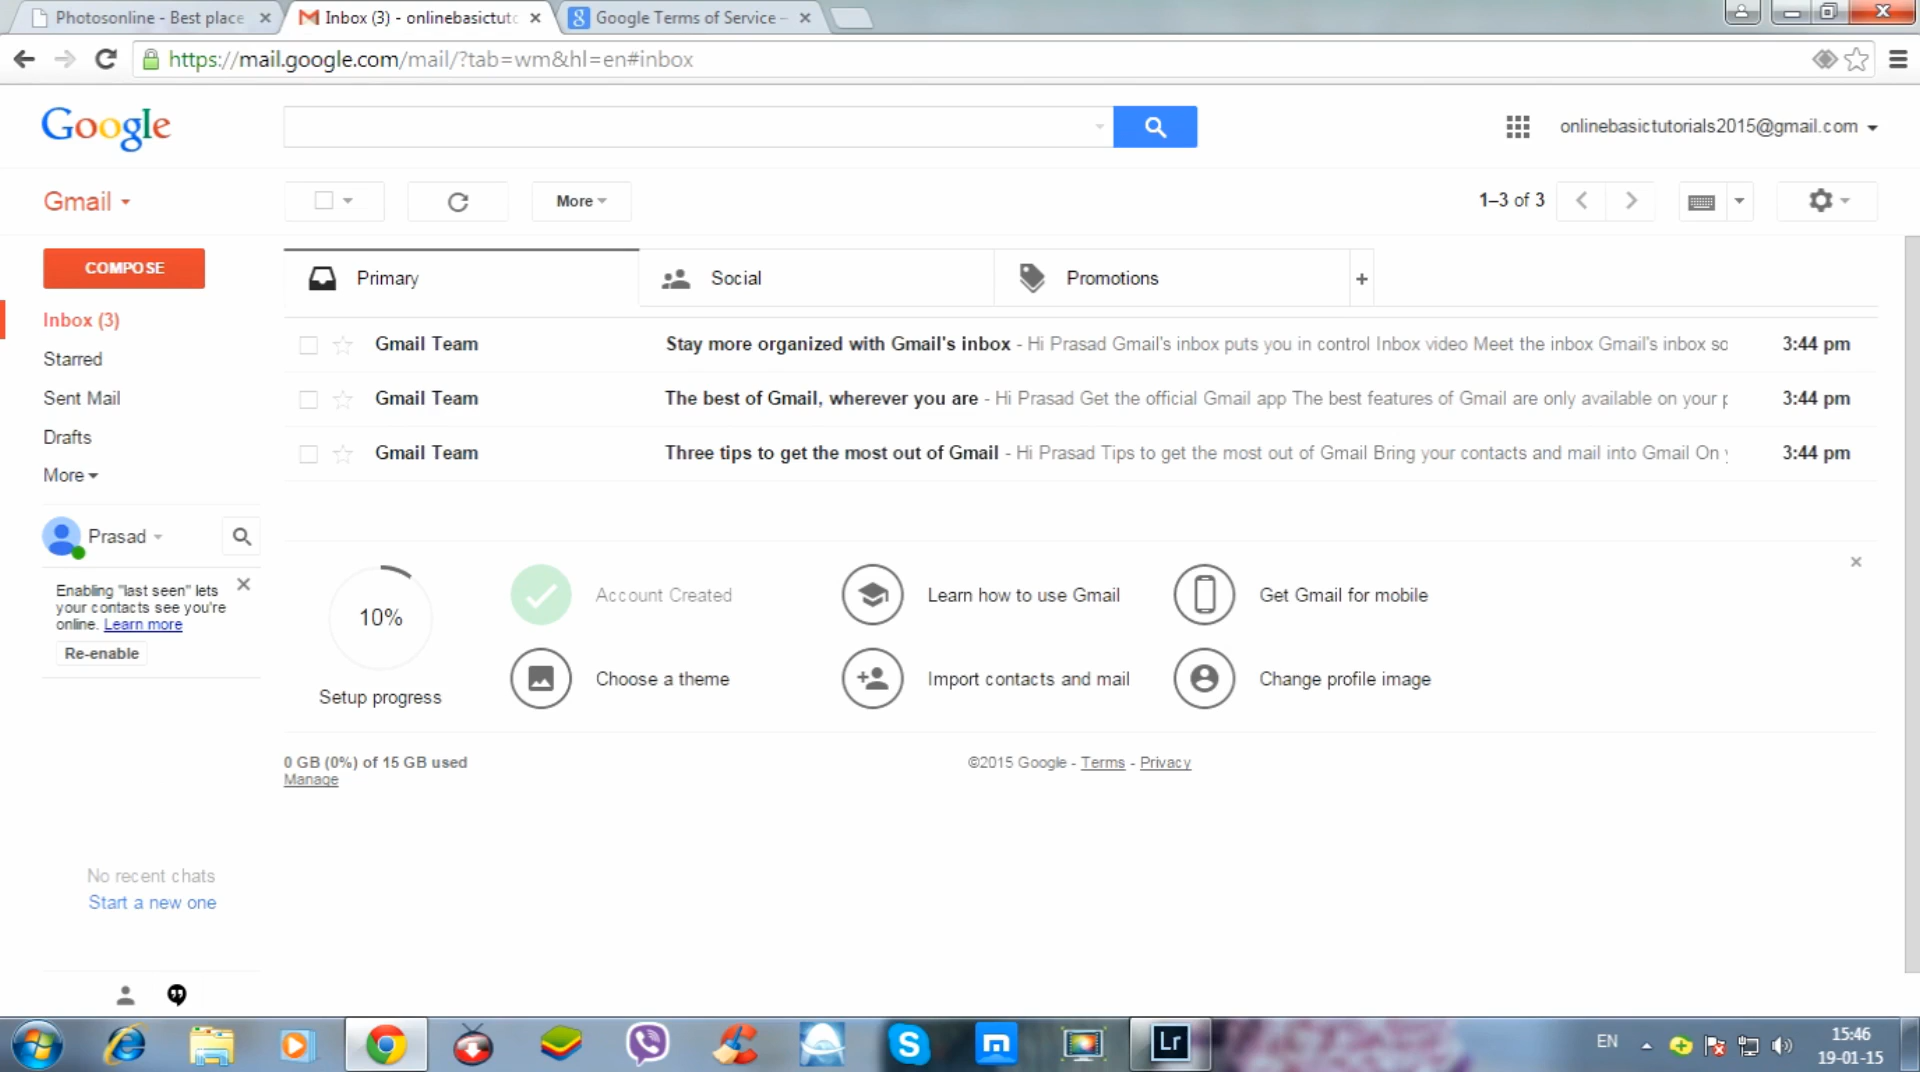 Photosonline - Best place
Inbox (3) - onlinebasictuto
Google Terms of Service -
https://mail.google.com/mail/?tab=wm&hl=en#inbox
Google
onlinebasictutorials2015@gmail.com
Gmail
More
1–3 of 3
COMPOSE
Primary
Social
Promotions
+
Inbox (3)
Starred
Sent Mail
Drafts
More
Gmail Team Stay more organized with Gmail's inbox - Hi Prasad Gmail's inbox puts you in control Inbox video Meet the inbox Gmail's inbox so 3:44 pm
Gmail Team The best of Gmail, wherever you are - Hi Prasad Get the official Gmail app The best features of Gmail are only available on your p 3:44 pm
Gmail Team Three tips to get the most out of Gmail - Hi Prasad Tips to get the most out of Gmail Bring your contacts and mail into Gmail On y 3:44 pm
Prasad
Enabling "last seen" lets
your contacts see you're
online. Learn more
Re-enable
10%
Setup progress
Account Created
Learn how to use Gmail
Get Gmail for mobile
Choose a theme
Import contacts and mail
Change profile image
0 GB (0%) of 15 GB used
Manage
©2015 Google - Terms - Privacy
No recent chats
Start a new one
Lr
EN
15:46
19-01-15